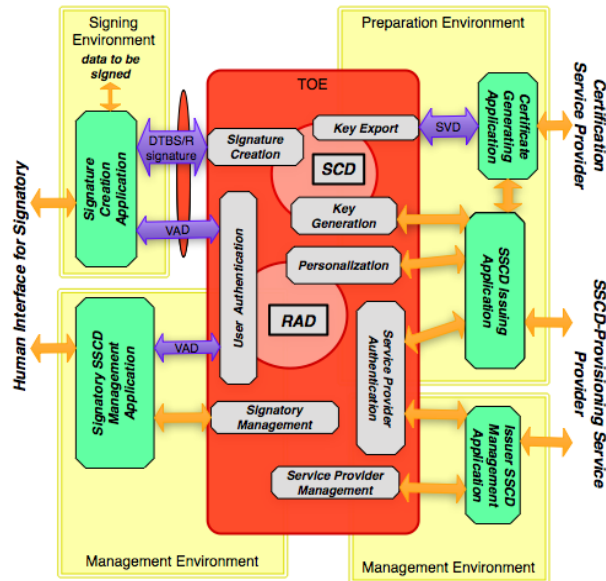 Signing
Environment
data to be
signed
Preparation Environment
TOE
Signature
Creation
Application
DTBS/R
signature
Signature
Creation
Key Export
SVD
Certificate
Generating
Application
Certification
Service Provider
SCD
Key
Generation
VAD
User Authentication
Personalization
SSCD Issuing
Application
Human Interface for Signatory
RAD
Signatory SSCD
Management
Application
VAD
Service Provider
Authentication
SSCD-Provisioning Service
Provider
Signatory
Management
Issuer SSCD
Management
Application
Service Provider
Management
Management Environment
Management Environment